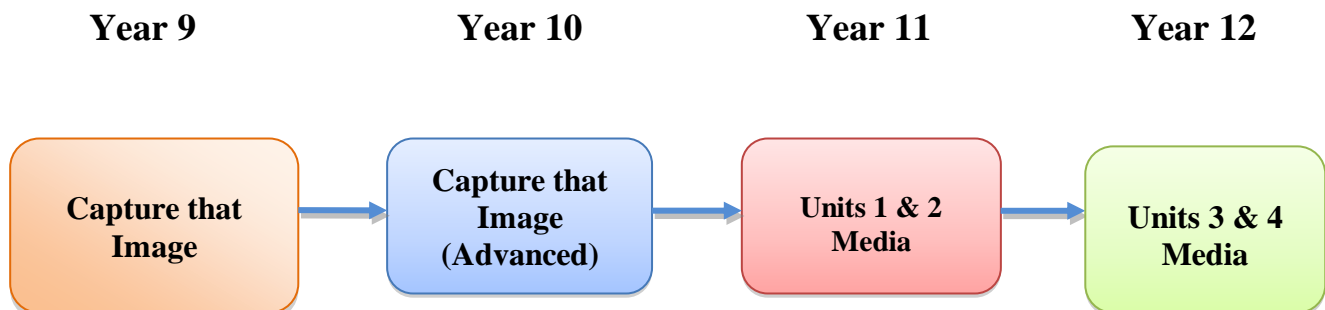 Year 9 Year 10 Year 11 Year 12
Capture that
Image
Capture that
Image
(Advanced)
Units 1 & 2
Media
Units 3 & 4
Media